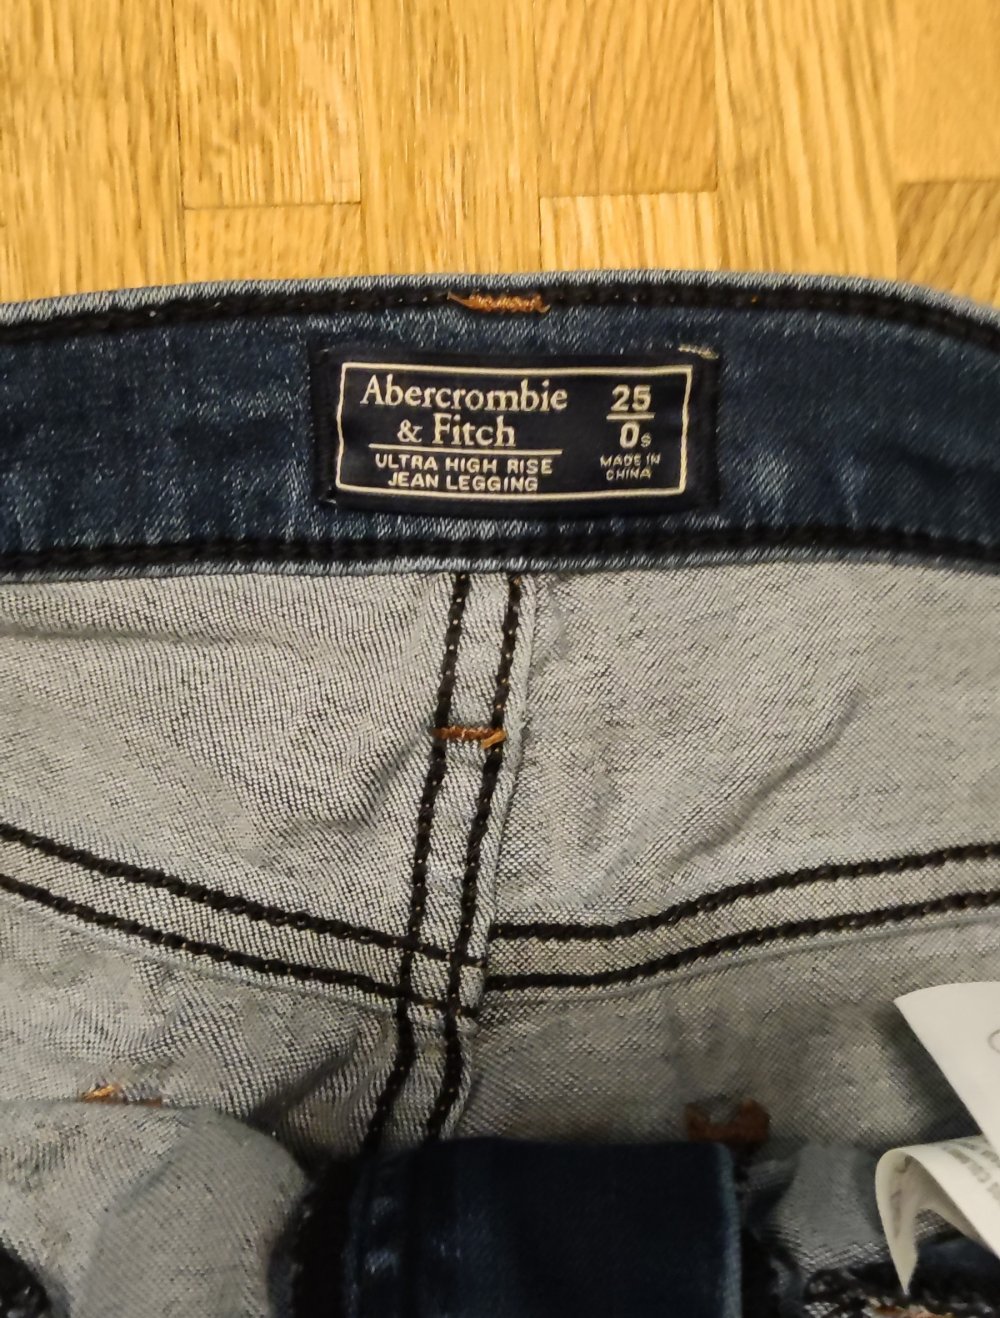 Abercrombie
& Fitch
ULTRA HIGH RISE
JEAN LEGGING
25
0s
MADE IN
CHINA